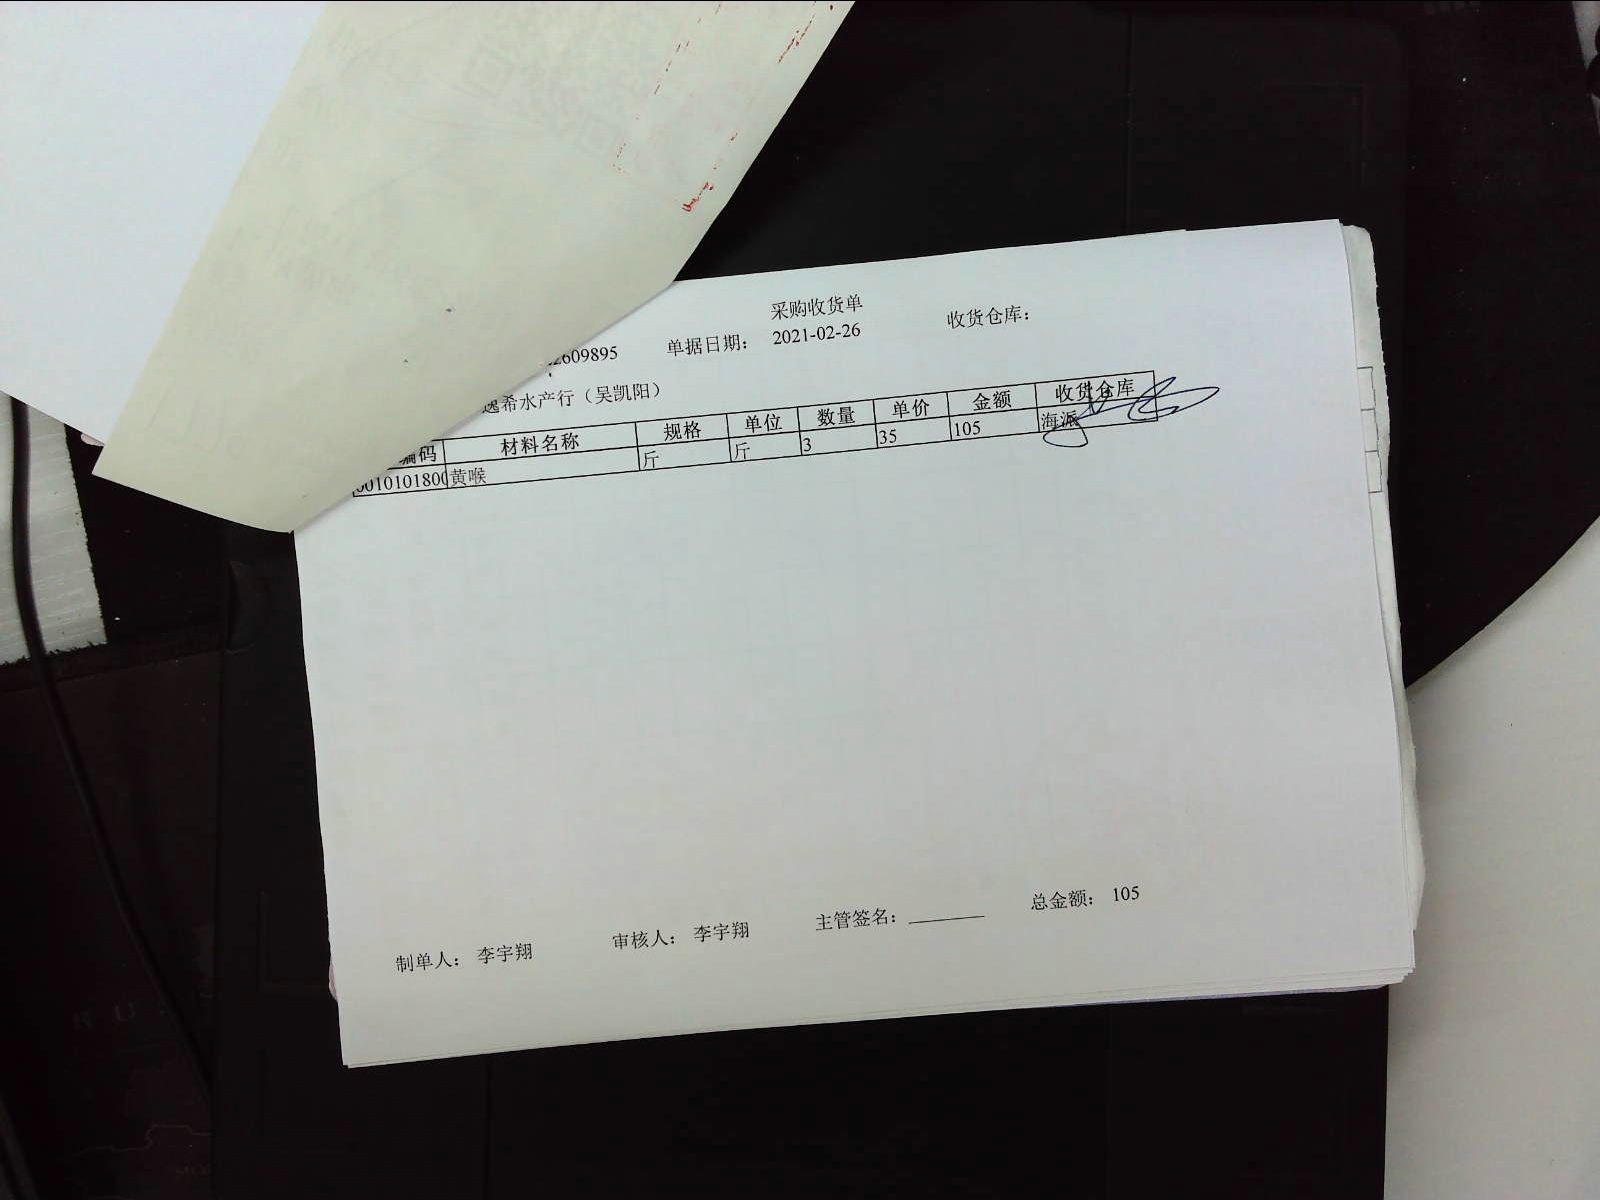 采购收货单
2609895 单据日期： 2021-02-26 收货仓库：
逸希水产行（吴凯阳）
编码 材料名称 规格 单位 数量 单价 金额 收货仓库
0010101800 黄喉 斤 斤 3 35 105 海派
制单人： 李宇翔 审核人： 李宇翔 主管签名： 总金额： 105